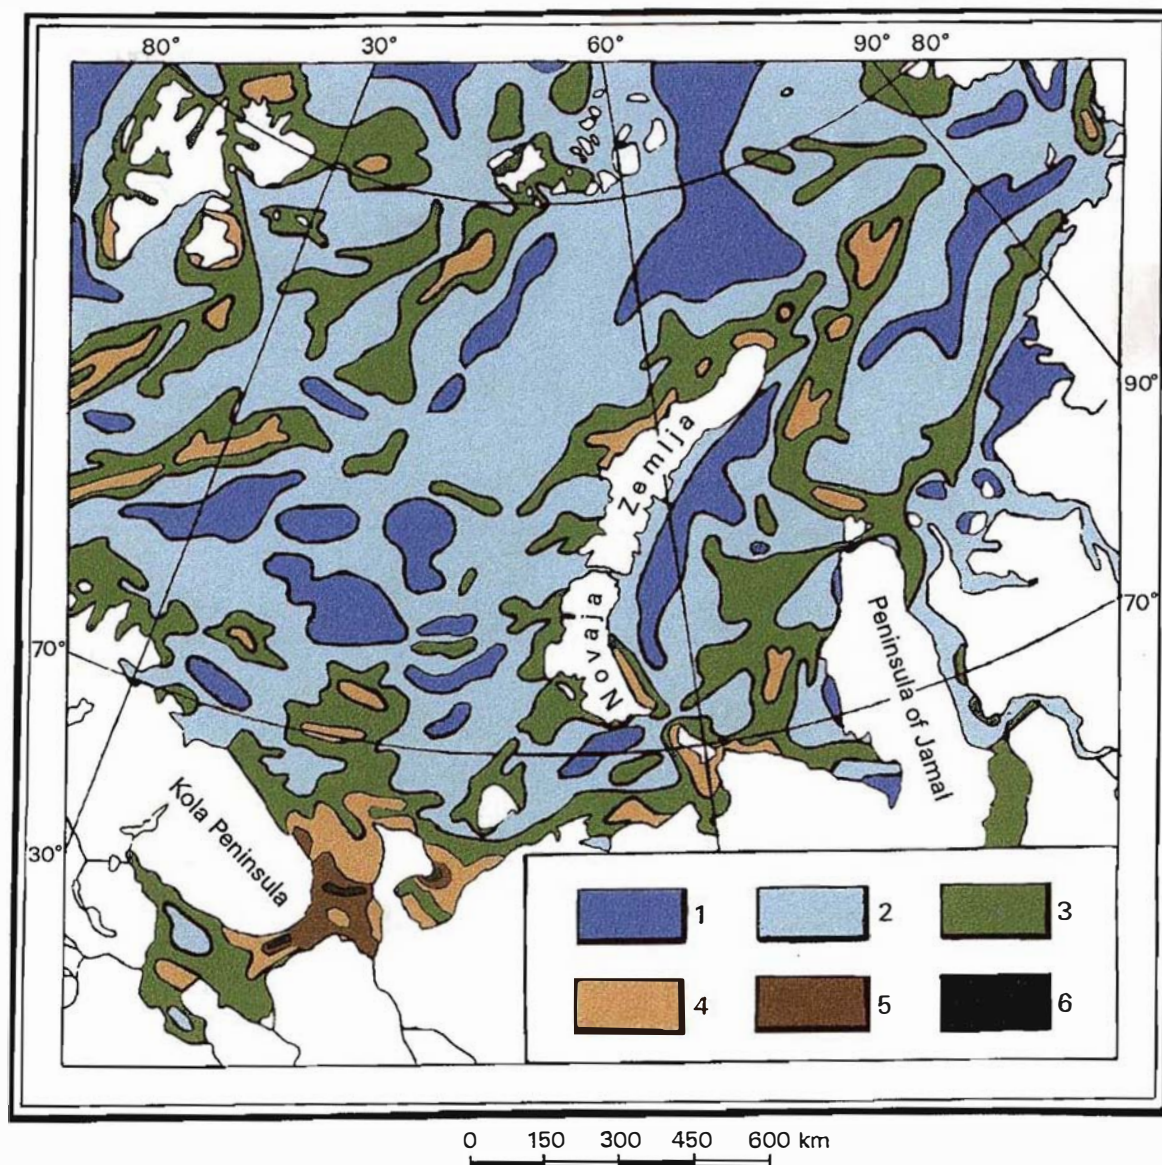 80° 30° 60° 90° 80°
90°
Novaja Zemlja
70°
Peninsula of Jamal
70°
Kola Peninsula
30°
1 2 3
4 5 6
0 150 300 450 600 km